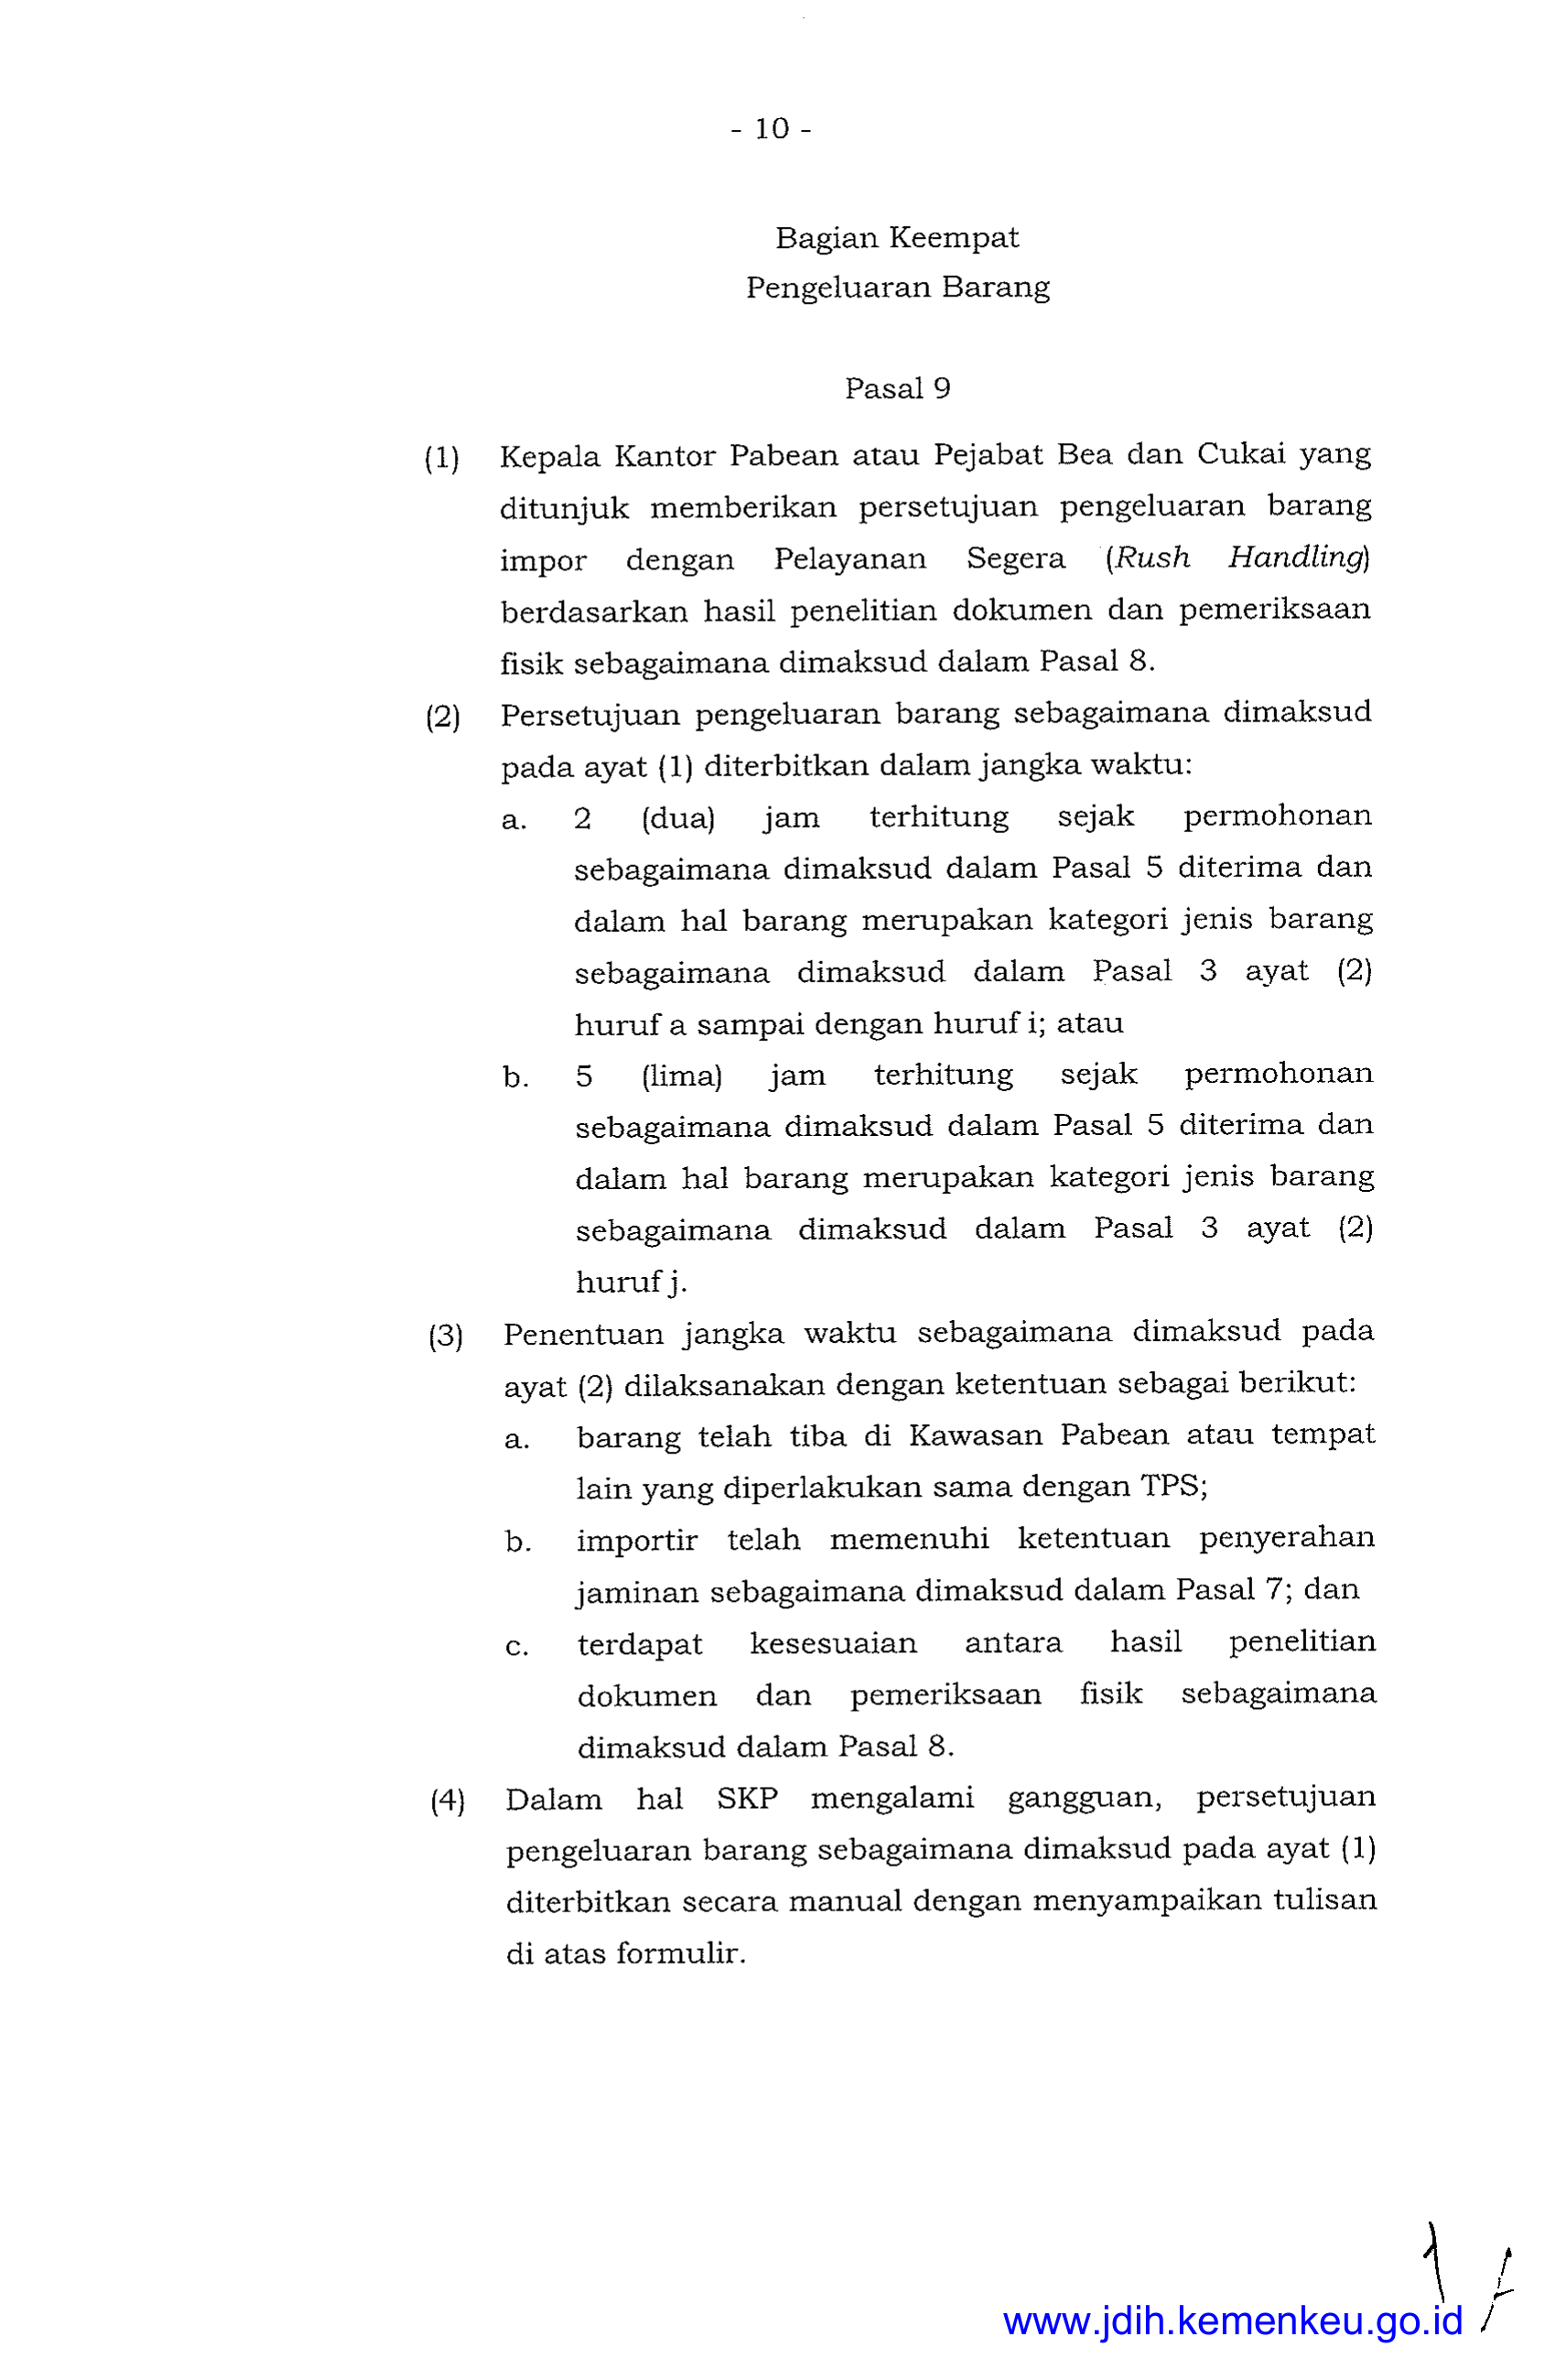 - 10 -
Bagian Keempat
Pengeluaran Barang
Pasal 9
(1) Kepala Kantor Pabean atau Pejabat Bea dan Cukai yang
ditunjuk memberikan persetujuan pengeluaran barang
impor dengan Pelayanan Segera (Rush Handling)
berdasarkan hasil penelitian dokumen dan pemeriksaan
fisik sebagaimana dimaksud dalam Pasal 8.
(2) Persetujuan pengeluaran barang sebagaimana dimaksud
pada ayat (1) diterbitkan dalam jangka waktu:
a. 2 (dua) jam terhitung sejak permohonan
sebagaimana dimaksud dalam Pasal 5 diterima dan
dalam hal barang merupakan kategori jenis barang
sebagaimana dimaksud dalam Pasal 3 ayat (2)
huruf a sampai dengan huruf i; atau
b. 5 (lima) jam terhitung sejak permohonan
sebagaimana dimaksud dalam Pasal 5 diterima dan
dalam hal barang merupakan kategori jenis barang
sebagaimana dimaksud dalam Pasal 3 ayat (2)
huruf j.
(3) Penentuan jangka waktu sebagaimana dimaksud pada
ayat (2) dilaksanakan dengan ketentuan sebagai berikut:
a. barang telah tiba di Kawasan Pabean atau tempat
lain yang diperlakukan sama dengan TPS;
b. importir telah memenuhi ketentuan penyerahan
jaminan sebagaimana dimaksud dalam Pasal 7; dan
c. terdapat kesesuaian antara hasil penelitian
dokumen dan pemeriksaan fisik sebagaimana
dimaksud dalam Pasal 8.
(4) Dalam hal SKP mengalami gangguan, persetujuan
pengeluaran barang sebagaimana dimaksud pada ayat (1)
diterbitkan secara manual dengan menyampaikan tulisan
di atas formulir.
www.jdih.kemenkeu.go.id